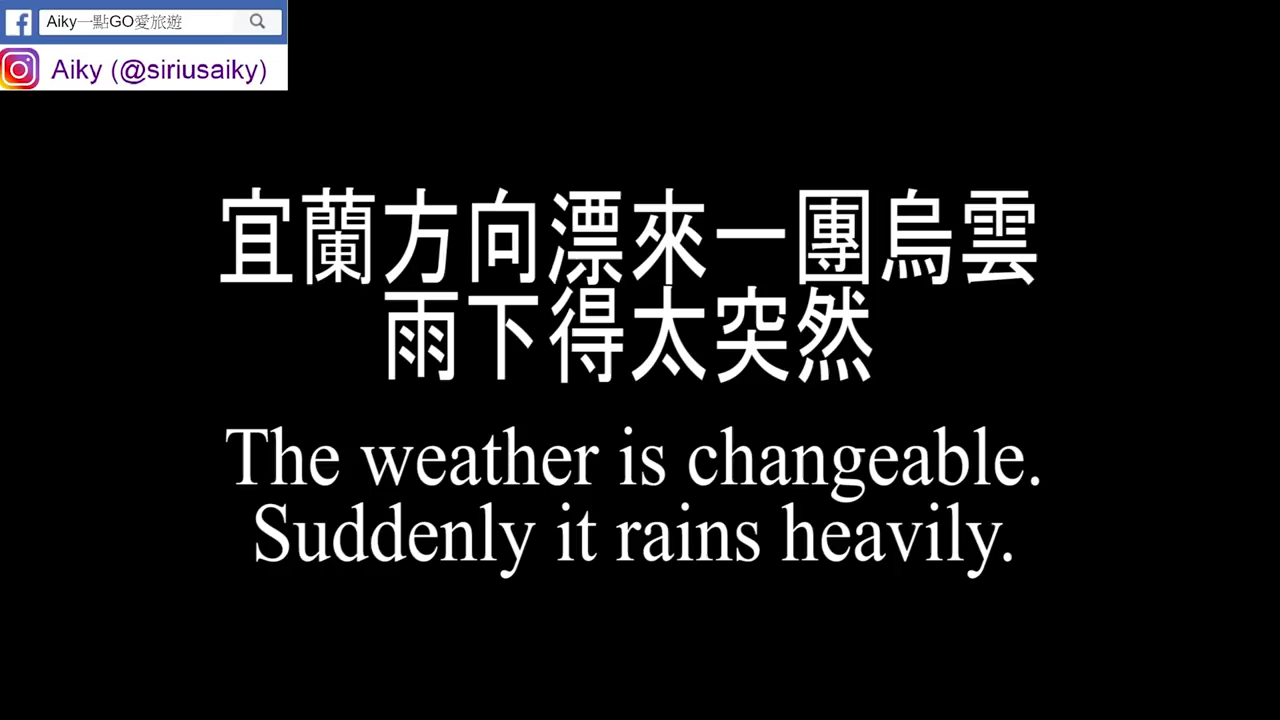 Aiky一點GO愛旅遊
Aiky (@siriusaiky)
宜蘭方向漂來一團烏雲
雨下得太突然
The weather is changeable.
Suddenly it rains heavily.